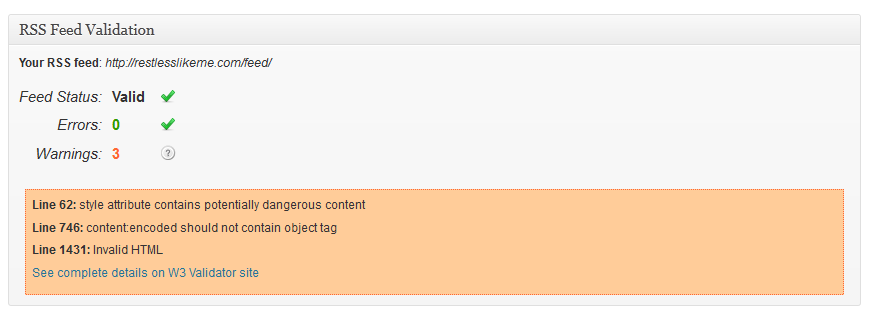 RSS Feed Validation
Your RSS feed: http://restlesslikeme.com/feed/
Feed Status: Valid
Errors: 0
Warnings: 3 ?
Line 62: style attribute contains potentially dangerous content
Line 746: content:encoded should not contain object tag
Line 1431: Invalid HTML
See complete details on W3 Validator site